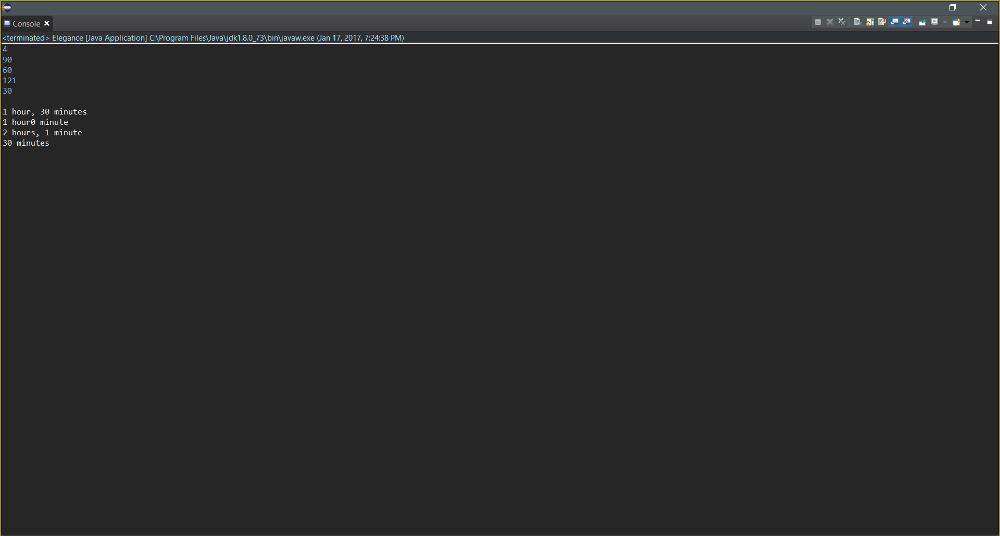 Console
<terminated> Elegance [Java Application] C:\Program Files\Java\jdk1.8.0_73\bin\javaw.exe (Jan 17, 2017, 7:24:38 PM)
4
90
60
121
30
1 hour, 30 minutes
1 hour0 minute
2 hours, 1 minute
30 minutes